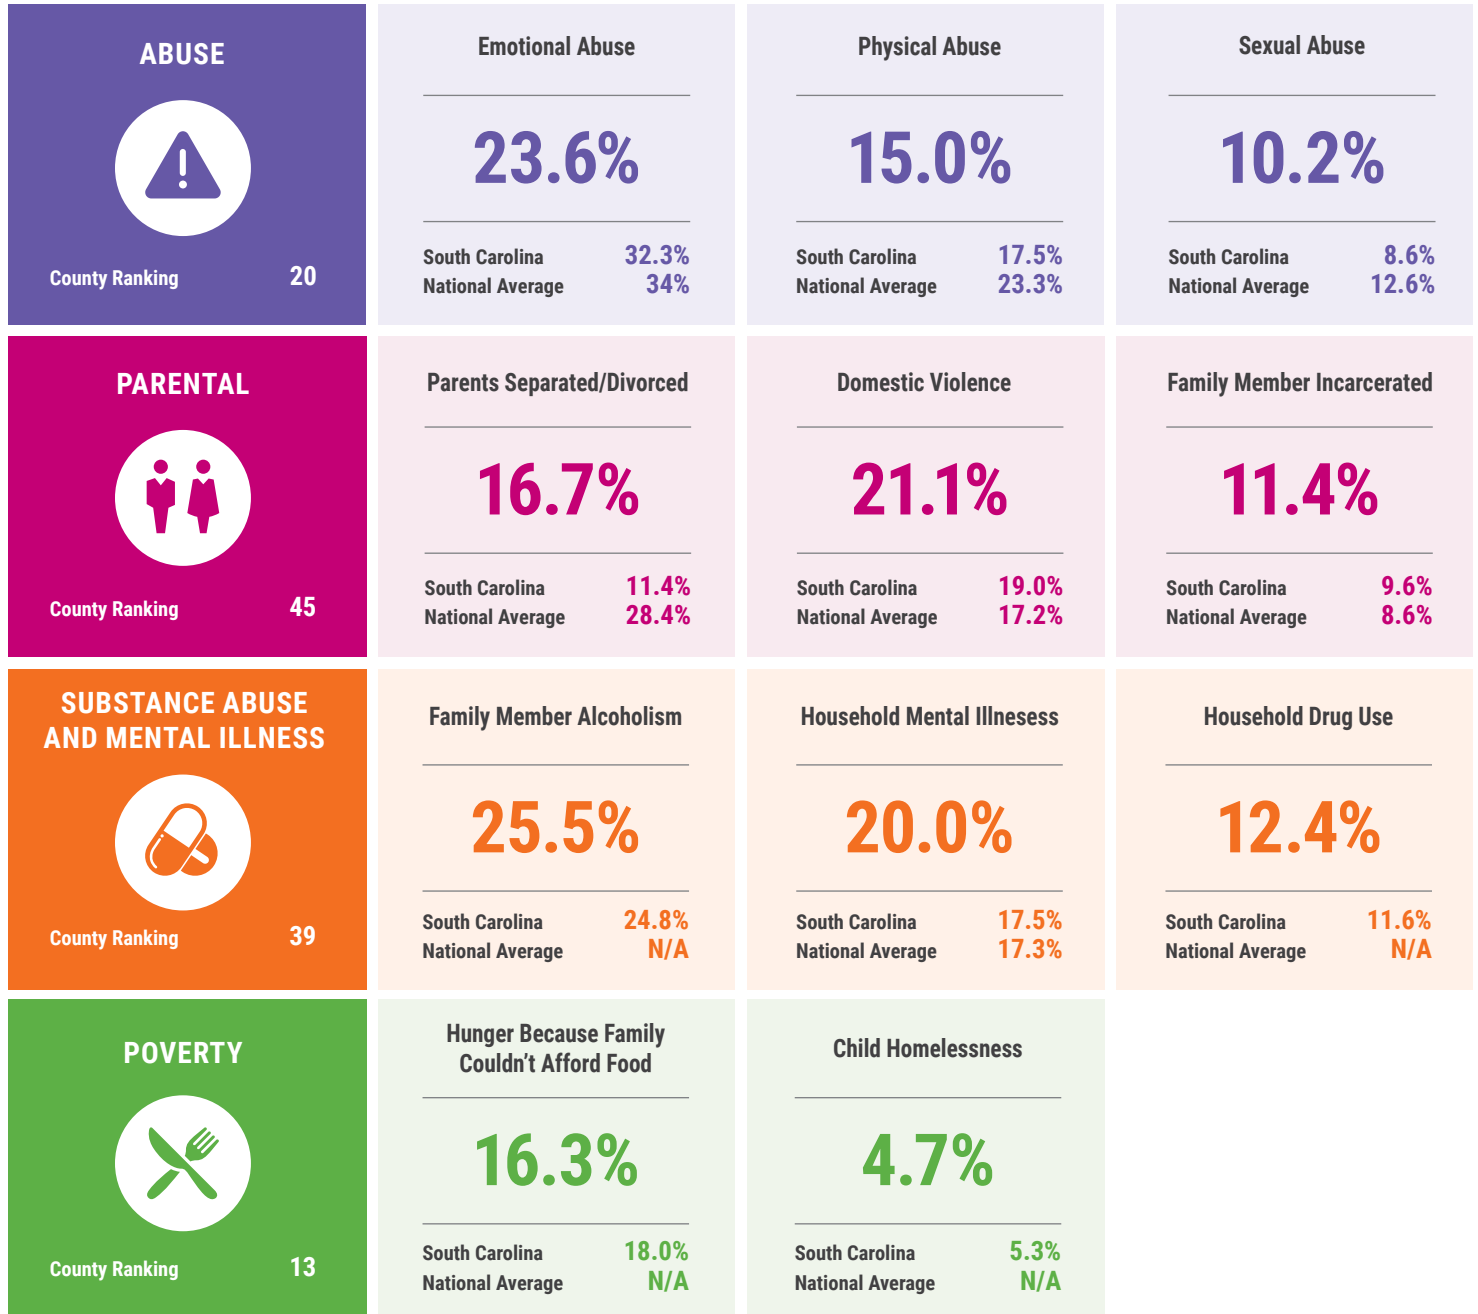 ABUSE
County Ranking 20
Emotional Abuse
23.6%
South Carolina 32.3%
National Average 34%
Physical Abuse
15.0%
South Carolina 17.5%
National Average 23.3%
Sexual Abuse
10.2%
South Carolina 8.6%
National Average 12.6%
PARENTAL
County Ranking 45
Parents Separated/Divorced
16.7%
South Carolina 11.4%
National Average 28.4%
Domestic Violence
21.1%
South Carolina 19.0%
National Average 17.2%
Family Member Incarcerated
11.4%
South Carolina 9.6%
National Average 8.6%
SUBSTANCE ABUSE
AND MENTAL ILLNESS
County Ranking 39
Family Member Alcoholism
25.5%
South Carolina 24.8%
National Average N/A
Household Mental Illnesess
20.0%
South Carolina 17.5%
National Average 17.3%
Household Drug Use
12.4%
South Carolina 11.6%
National Average N/A
POVERTY
County Ranking 13
Hunger Because Family
Couldn’t Afford Food
16.3%
South Carolina 18.0%
National Average N/A
Child Homelessness
4.7%
South Carolina 5.3%
National Average N/A